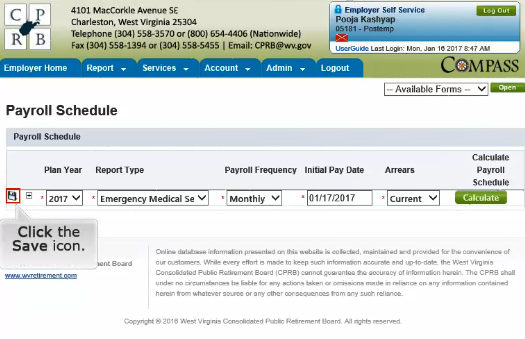 C P R B
4101 MacCorkle Avenue SE
Charleston, West Virginia 25304
Telephone (304) 558-3570 or (800) 654-4406 (Nationwide)
Fax (304) 558-1394 or (304) 558-5455 | Email: CPRB@wv.gov
Employer Self Service
Log Out
Pooja Kashyap
05181 - Postemp
UserGuide Last Login: Mon, Jan 16 2017 8:47 AM
Employer Home Report Services Account Admin Logout
COMPASS
-- Available Forms -- Open
Payroll Schedule
Payroll Schedule
Plan Year Report Type Payroll Frequency Initial Pay Date Arrears Calculate Payroll Schedule
* 2017 * Emergency Medical Se * Monthly * 01/17/2017 * Current Calculate
Click the
Save icon.
ment Board
www.wvretirement.com
Online database information presented on this website is collected, maintained and provided for the convenience of
our customers. While every effort is made to keep such information accurate and up-to-date, the West Virginia
Consolidated Public Retirement Board (CPRB) cannot guarantee the accuracy of information herein. The CPRB shall
under no circumstances be liable for any actions taken or omissions made in reliance on any information contained
herein from whatever source or any other consequences from any such reliance.
Copyright © 2016 West Virginia Consolidated Public Retirement Board. All rights reserved.